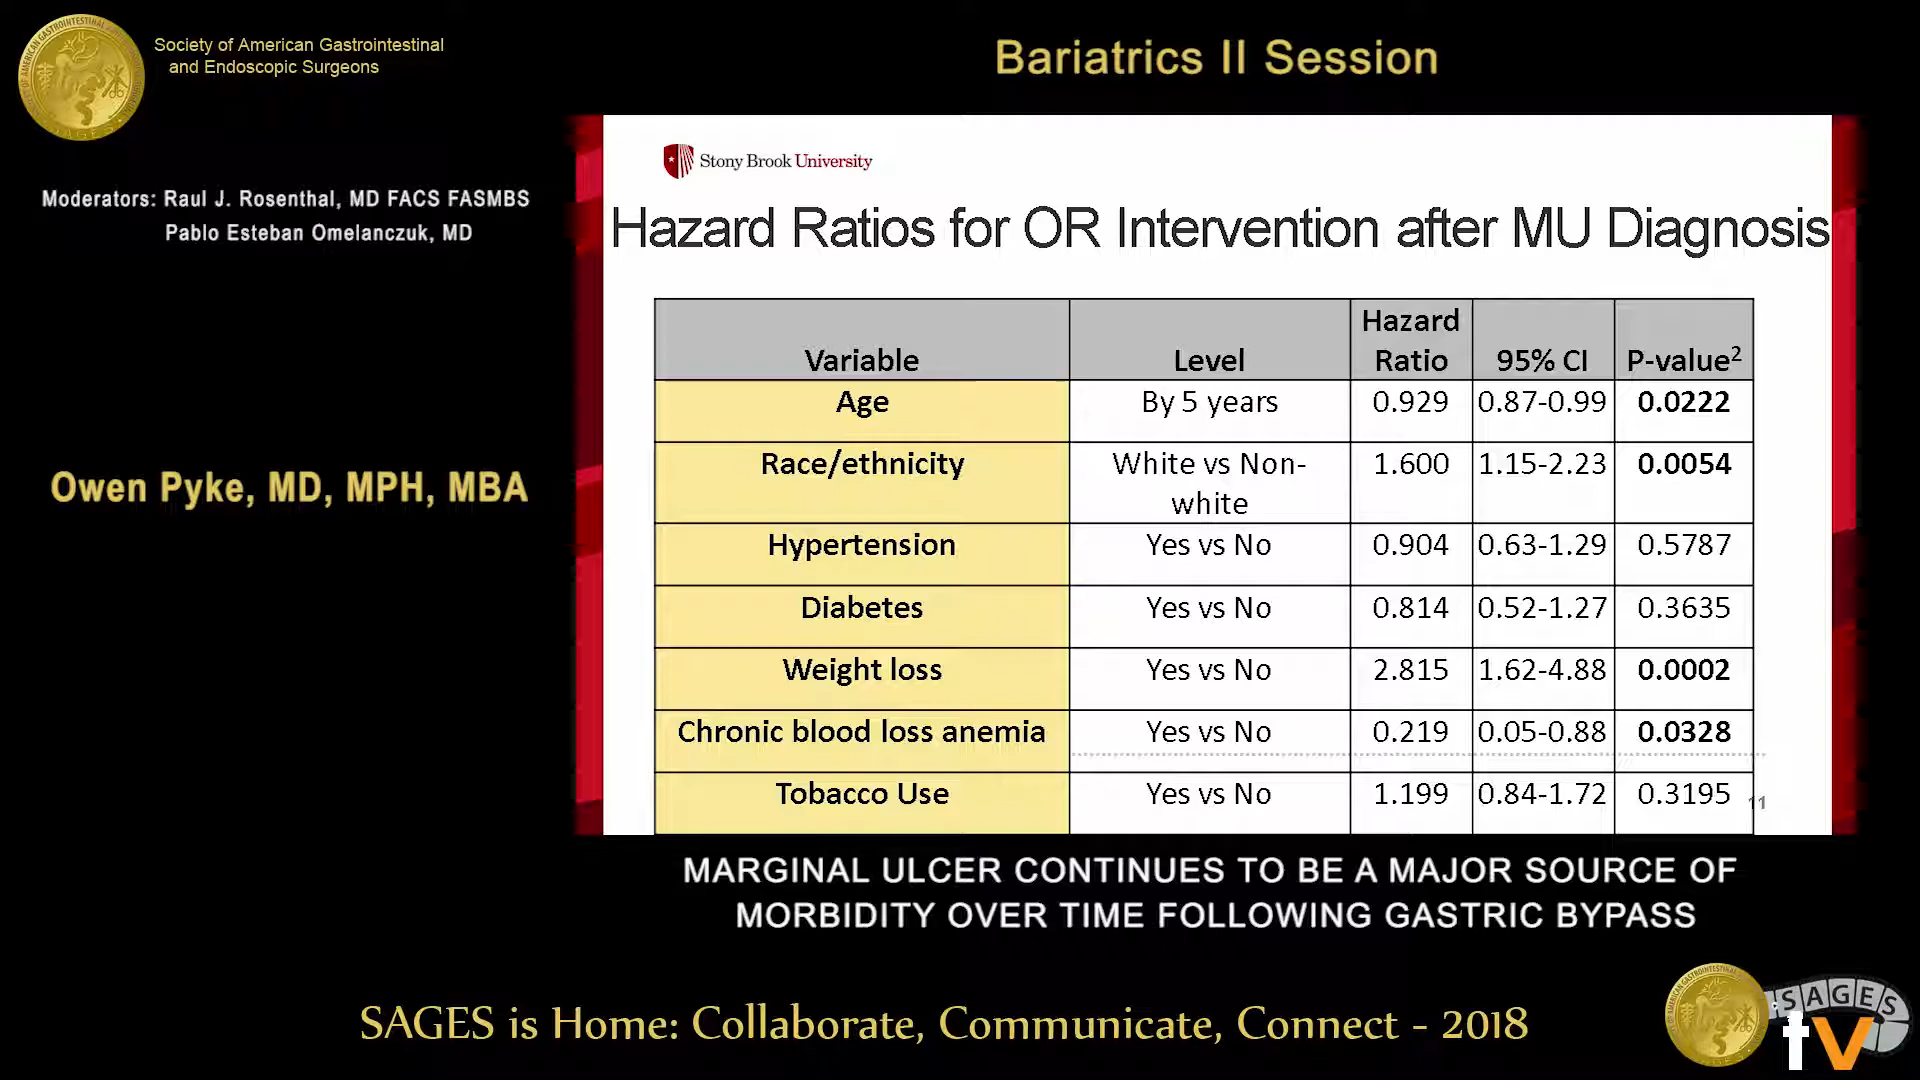 Society of American Gastrointestinal
and Endoscopic Surgeons
Bariatrics II Session
Moderators: Raul J. Rosenthal, MD FACS FASMBS
Pablo Esteban Omelanczuk, MD
Owen Pyke, MD, MPH, MBA
Stony Brook University
Hazard Ratios for OR Intervention after MU Diagnosis
Variable Level Hazard Ratio 95% CI P-value²
Age By 5 years 0.929 0.87-0.99 0.0222
Race/ethnicity White vs Non-white 1.600 1.15-2.23 0.0054
Hypertension Yes vs No 0.904 0.63-1.29 0.5787
Diabetes Yes vs No 0.814 0.52-1.27 0.3635
Weight loss Yes vs No 2.815 1.62-4.88 0.0002
Chronic blood loss anemia Yes vs No 0.219 0.05-0.88 0.0328
Tobacco Use Yes vs No 1.199 0.84-1.72 0.3195
11
MARGINAL ULCER CONTINUES TO BE A MAJOR SOURCE OF
MORBIDITY OVER TIME FOLLOWING GASTRIC BYPASS
SAGES is Home: Collaborate, Communicate, Connect - 2018
SAGES
tv